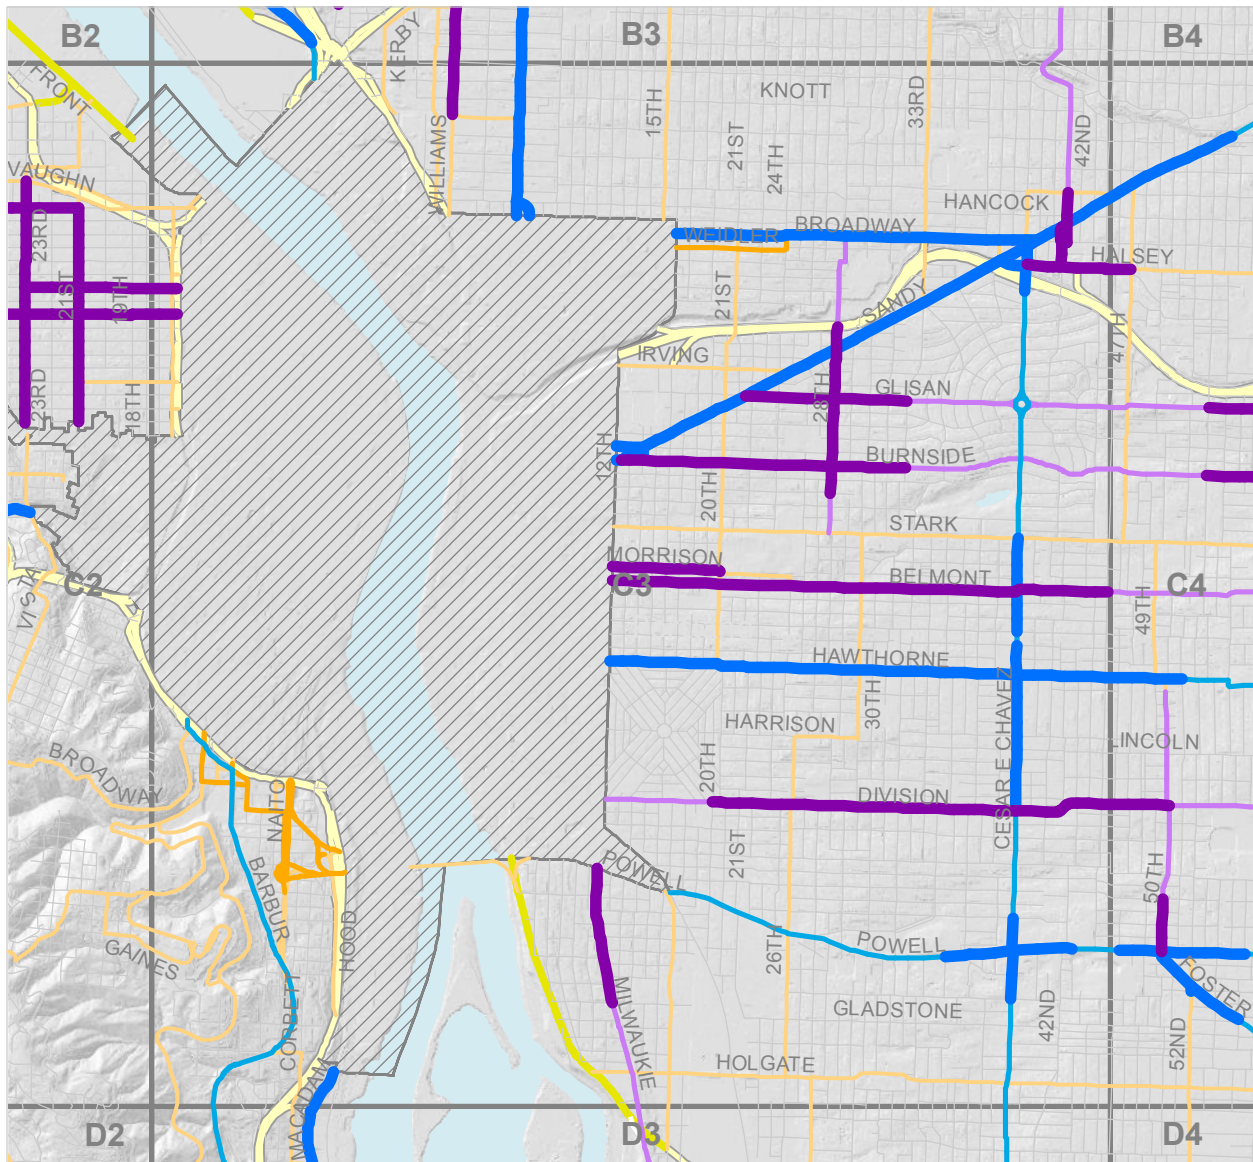 B2
B3
B4
FRONT
KERBY
KNOTT
33RD
15TH
21ST
24TH
42ND
WILLIAMS
VAUGHN
HANCOCK
23RD
WEIDLER
BROADWAY
HALSEY
21ST
19TH
21ST
SANDY
47TH
IRVING
23RD
18TH
28TH
GLISAN
12TH
BURNSIDE
20TH
STARK
MORRISON
C2
C3
BELMONT
C4
VISTA
49TH
HAWTHORNE
CESAR E CHAVEZ
30TH
HARRISON
LINCOLN
20TH
BROADWAY
NAITO
DIVISION
21ST
POWELL
50TH
BARBUR
HOOD
GAINES
26TH
POWELL
FOSTER
CORBETT
MILWAUKIE
GLADSTONE
42ND
52ND
HOLGATE
MACADAM
D2
D3
D4